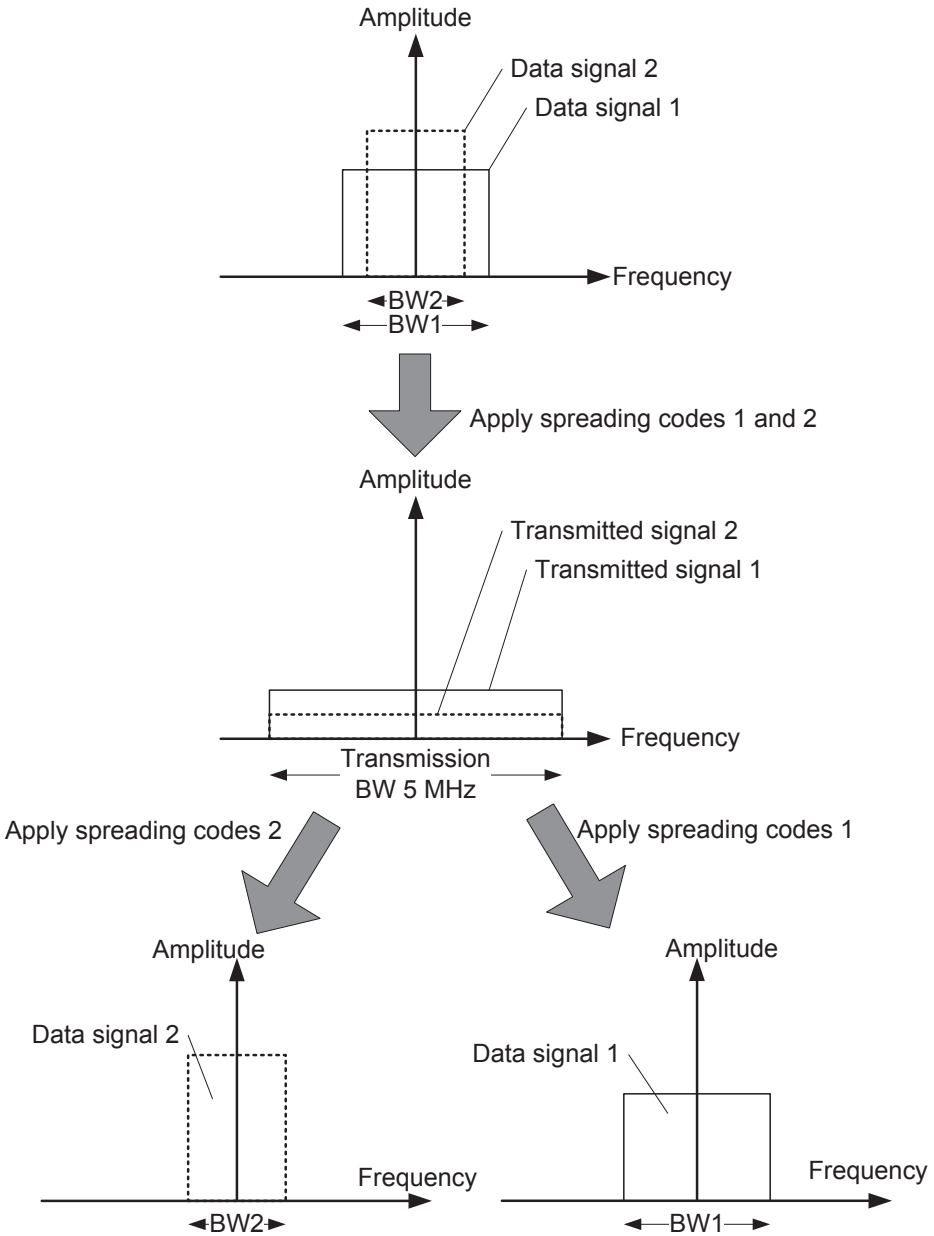 Amplitude
Data signal 2
Data signal 1
Frequency
BW2
BW1
Apply spreading codes 1 and 2
Amplitude
Transmitted signal 2
Transmitted signal 1
Frequency
Transmission
BW 5 MHz
Apply spreading codes 2
Apply spreading codes 1
Amplitude
Data signal 2
Frequency
BW2
Amplitude
Data signal 1
Frequency
BW1